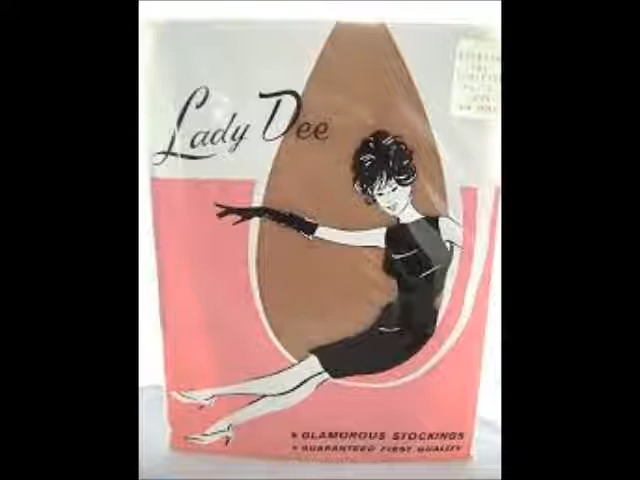 Lady Dee
* GLAMOROUS STOCKINGS
* GUARANTEED FIRST QUALITY